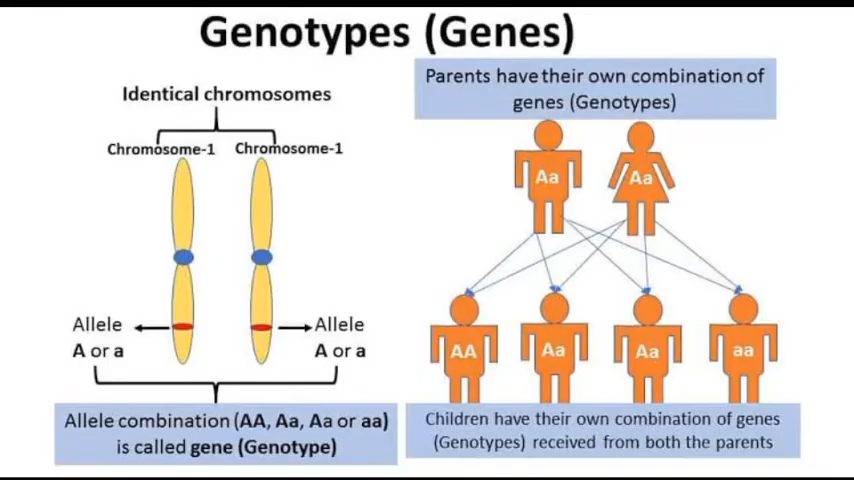 Genotypes (Genes)
Identical chromosomes
Chromosome-1 Chromosome-1
Allele
A or a
Allele
A or a
Allele combination (AA, Aa, Aa or aa)
is called gene (Genotype)
Parents have their own combination of
genes (Genotypes)
Aa Aa
AA Aa Aa aa
Children have their own combination of genes
(Genotypes) received from both the parents